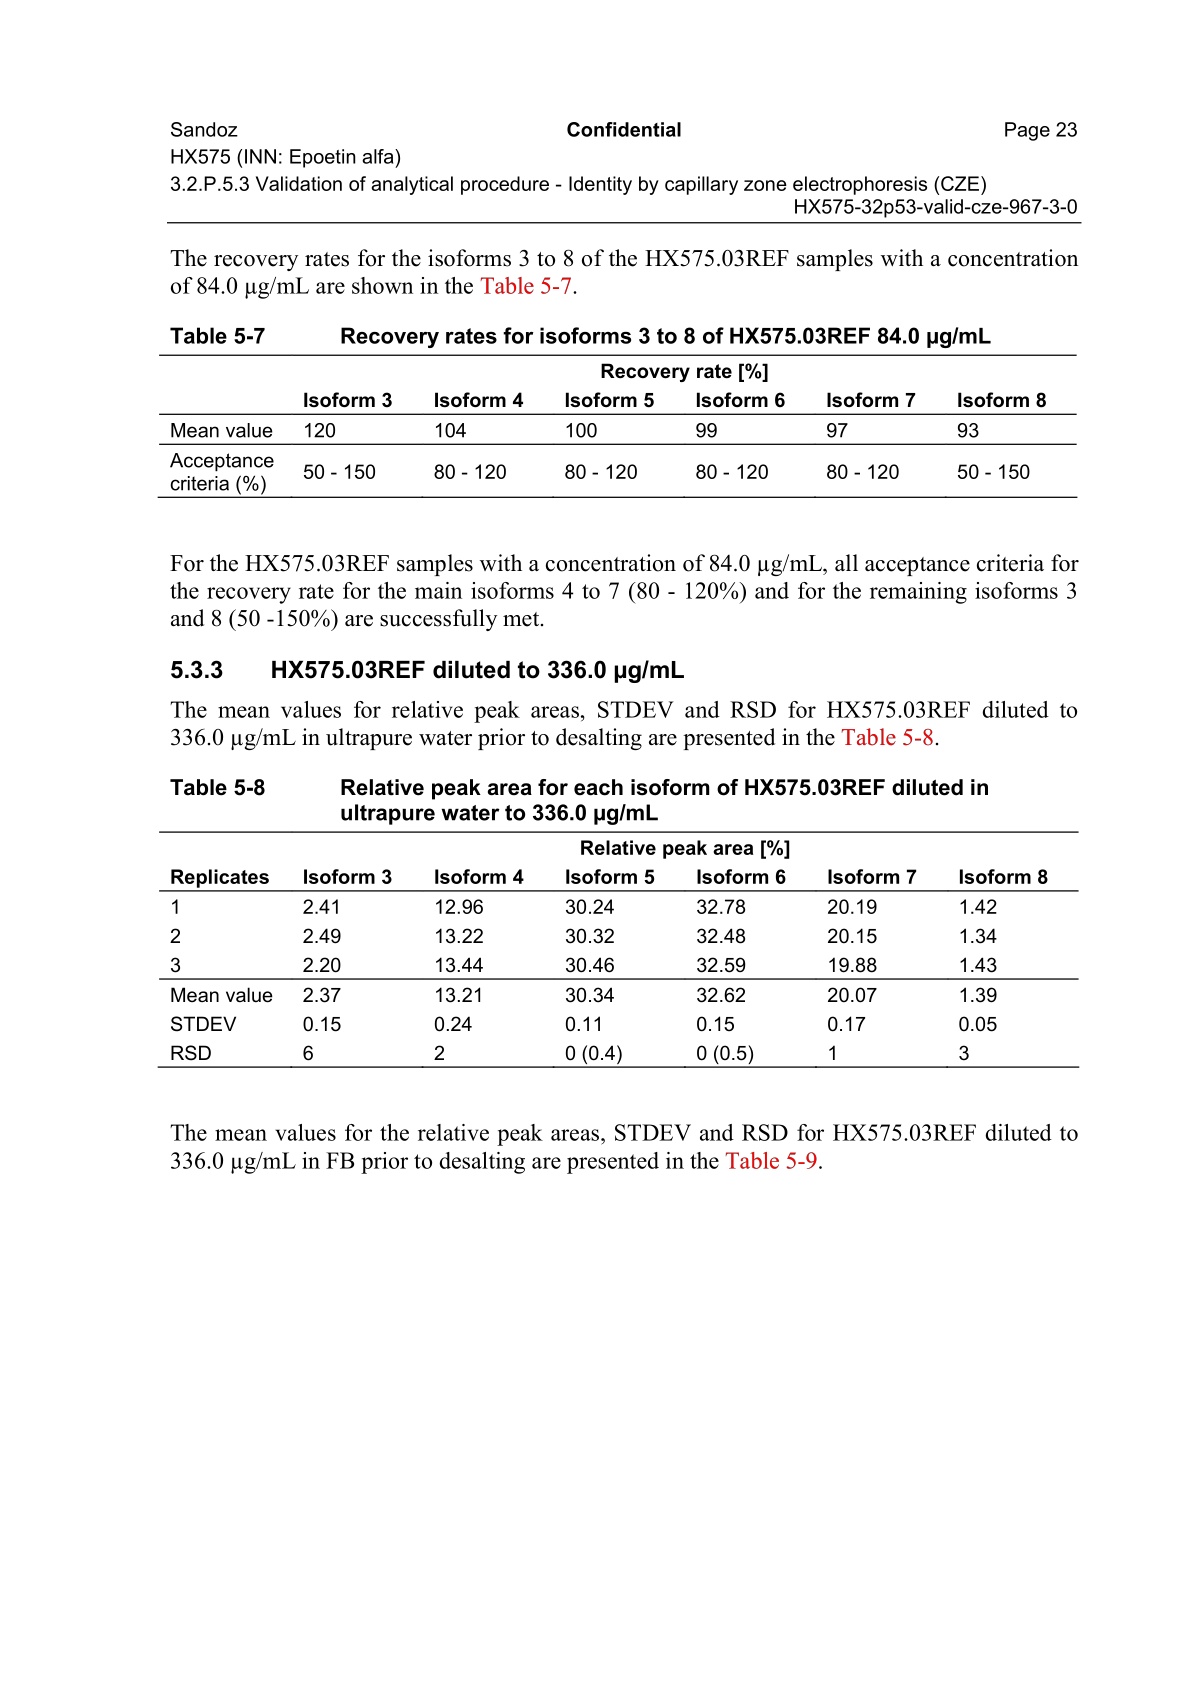 Sandoz Confidential Page 23
HX575 (INN: Epoetin alfa)
3.2.P.5.3 Validation of analytical procedure - Identity by capillary zone electrophoresis (CZE)
HX575-32p53-valid-cze-967-3-0
The recovery rates for the isoforms 3 to 8 of the HX575.03REF samples with a concentration
of 84.0 µg/mL are shown in the Table 5-7.
Table 5-7 Recovery rates for isoforms 3 to 8 of HX575.03REF 84.0 µg/mL
Recovery rate [%]
Isoform 3 Isoform 4 Isoform 5 Isoform 6 Isoform 7 Isoform 8
Mean value 120 104 100 99 97 93
Acceptance
criteria (%) 50 - 150 80 - 120 80 - 120 80 - 120 80 - 120 50 - 150
For the HX575.03REF samples with a concentration of 84.0 µg/mL, all acceptance criteria for
the recovery rate for the main isoforms 4 to 7 (80 - 120%) and for the remaining isoforms 3
and 8 (50 -150%) are successfully met.
5.3.3 HX575.03REF diluted to 336.0 µg/mL
The mean values for relative peak areas, STDEV and RSD for HX575.03REF diluted to
336.0 µg/mL in ultrapure water prior to desalting are presented in the Table 5-8.
Table 5-8 Relative peak area for each isoform of HX575.03REF diluted in
ultrapure water to 336.0 µg/mL
Relative peak area [%]
Replicates Isoform 3 Isoform 4 Isoform 5 Isoform 6 Isoform 7 Isoform 8
1 2.41 12.96 30.24 32.78 20.19 1.42
2 2.49 13.22 30.32 32.48 20.15 1.34
3 2.20 13.44 30.46 32.59 19.88 1.43
Mean value 2.37 13.21 30.34 32.62 20.07 1.39
STDEV 0.15 0.24 0.11 0.15 0.17 0.05
RSD 6 2 0 (0.4) 0 (0.5) 1 3
The mean values for the relative peak areas, STDEV and RSD for HX575.03REF diluted to
336.0 µg/mL in FB prior to desalting are presented in the Table 5-9.